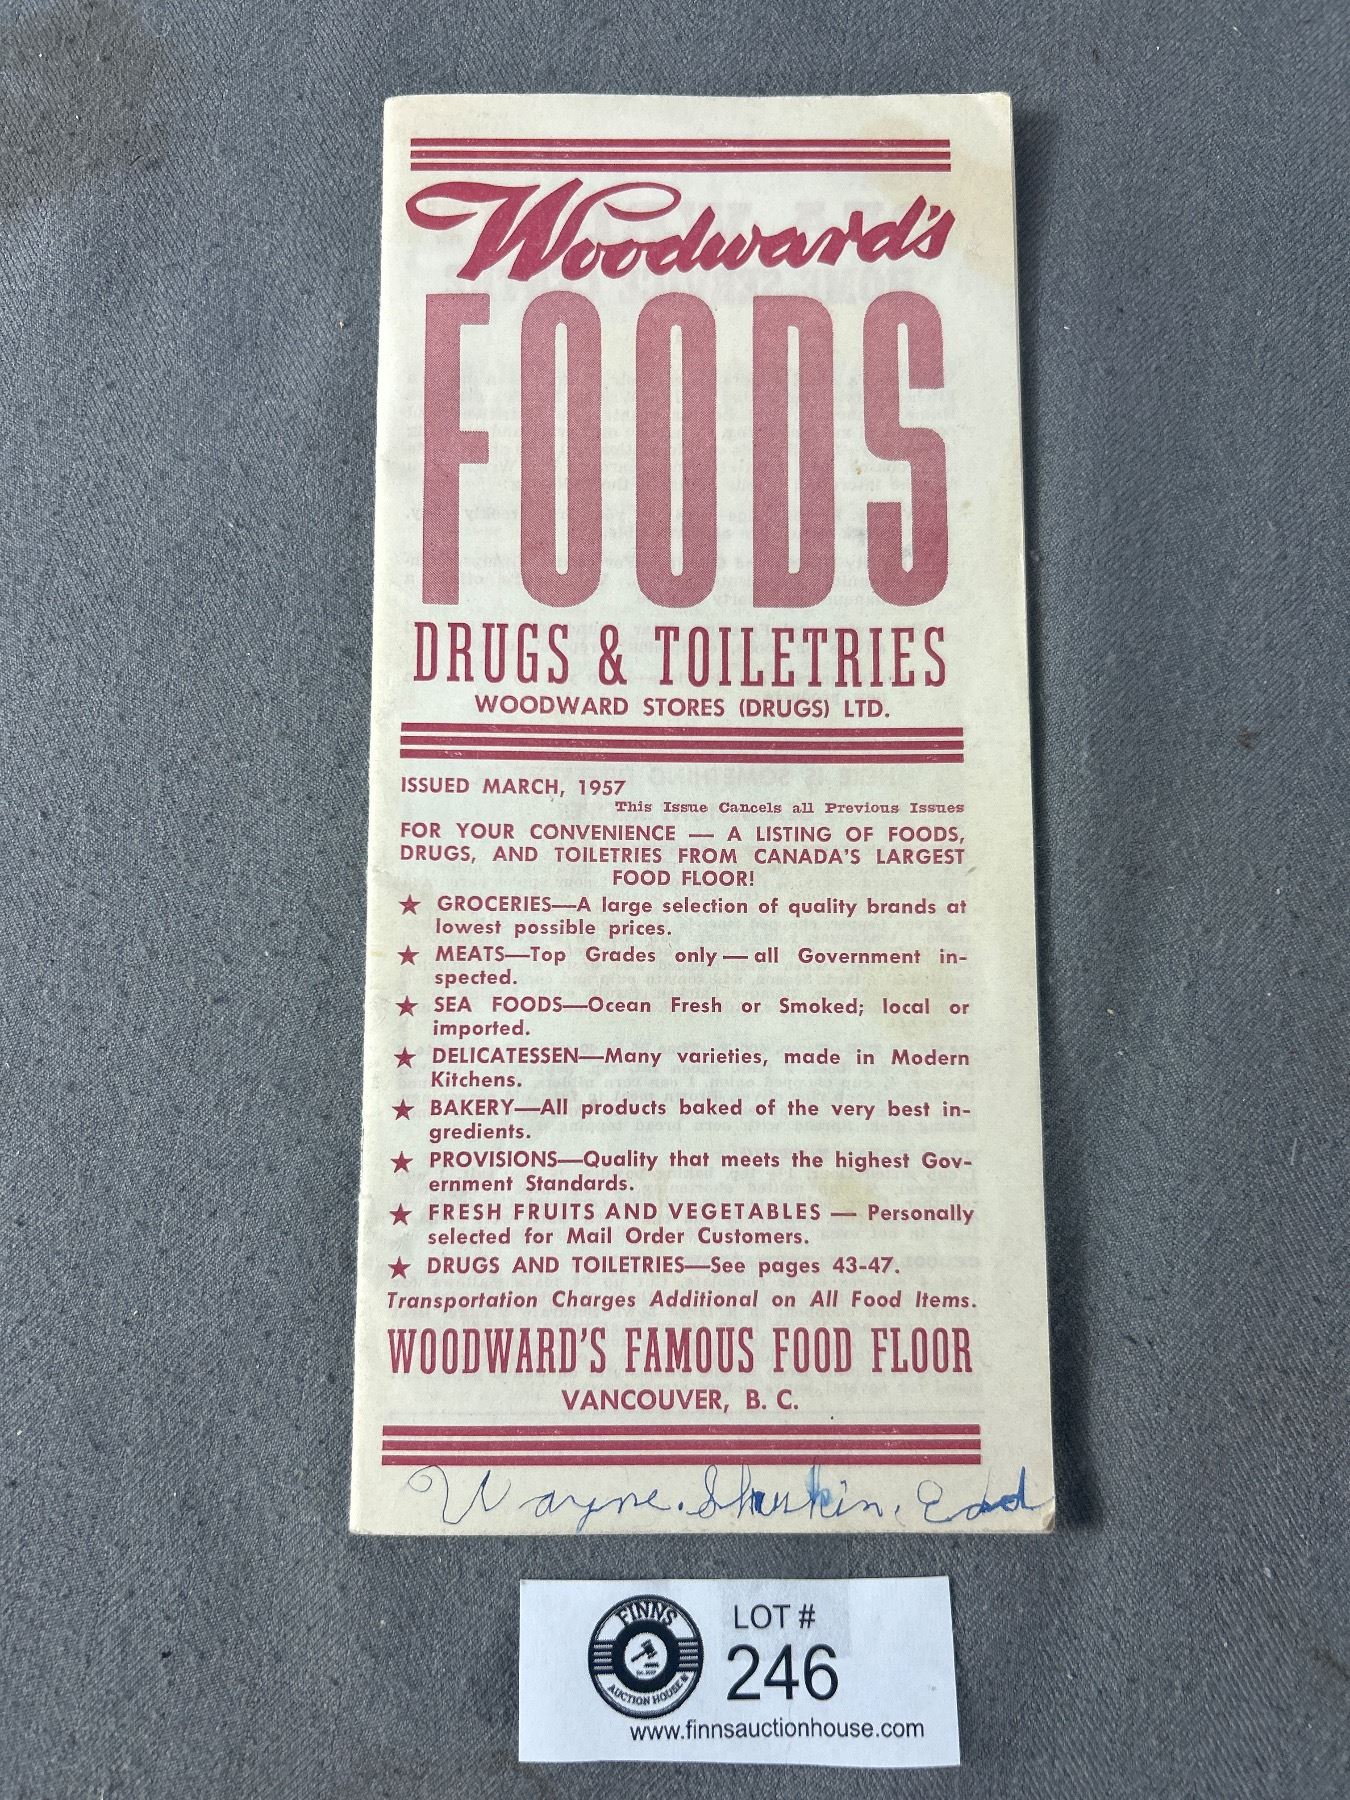 Woodward's
FOODS
DRUGS & TOILETRIES
WOODWARD STORES (DRUGS) LTD.
ISSUED MARCH, 1957
This Issue Cancels all Previous Issues
FOR YOUR CONVENIENCE — A LISTING OF FOODS,
DRUGS, AND TOILETRIES FROM CANADA'S LARGEST
FOOD FLOOR!
★ GROCERIES—A large selection of quality brands at
lowest possible prices.
★ MEATS—Top Grades only — all Government in-
spected.
★ SEA FOODS—Ocean Fresh or Smoked; local or
imported.
★ DELICATESSEN—Many varieties, made in Modern
Kitchens.
★ BAKERY—All products baked of the very best in-
gredients.
★ PROVISIONS—Quality that meets the highest Gov-
ernment Standards.
★ FRESH FRUITS AND VEGETABLES — Personally
selected for Mail Order Customers.
★ DRUGS AND TOILETRIES—See pages 43-47.
Transportation Charges Additional on All Food Items.
WOODWARD'S FAMOUS FOOD FLOOR
VANCOUVER, B. C.
Wayne.
FINNS
AUCTION HOUSE
LOT #
246
www.finnsauctionhouse.com